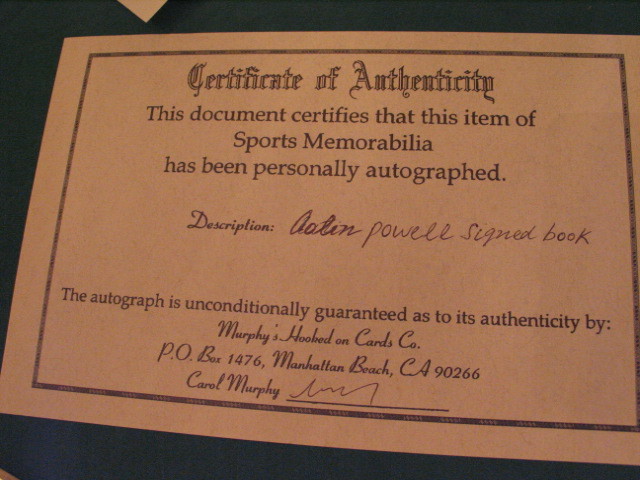 Certificate of Authenticity
This document certifies that this item of
Sports Memorabilia
has been personally autographed.
Description: powell signed book
The autograph is unconditionally guaranteed as to its authenticity by:
Murphy's Hooked on Cards Co.
P.O. Box 1476, Manhattan Beach, CA 90266
Carol Murphy